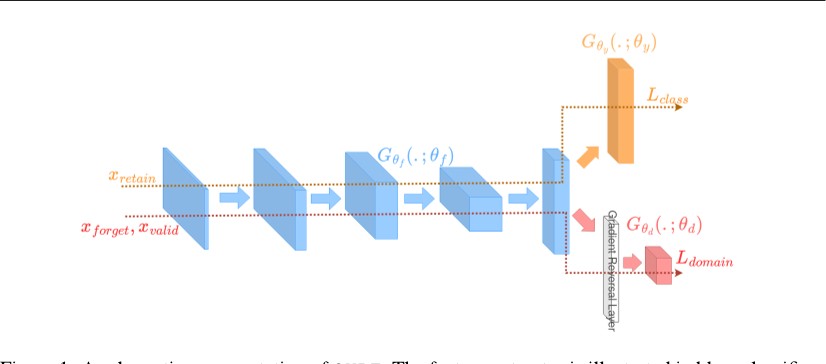 G_{θ_y}(.;θ_y)
L_{class}
G_{θ_f}(.;θ_f)
x_{retain}
x_{forget}, x_{valid}
Gradient Reversal Layer
G_{θ_d}(.;θ_d)
L_{domain}